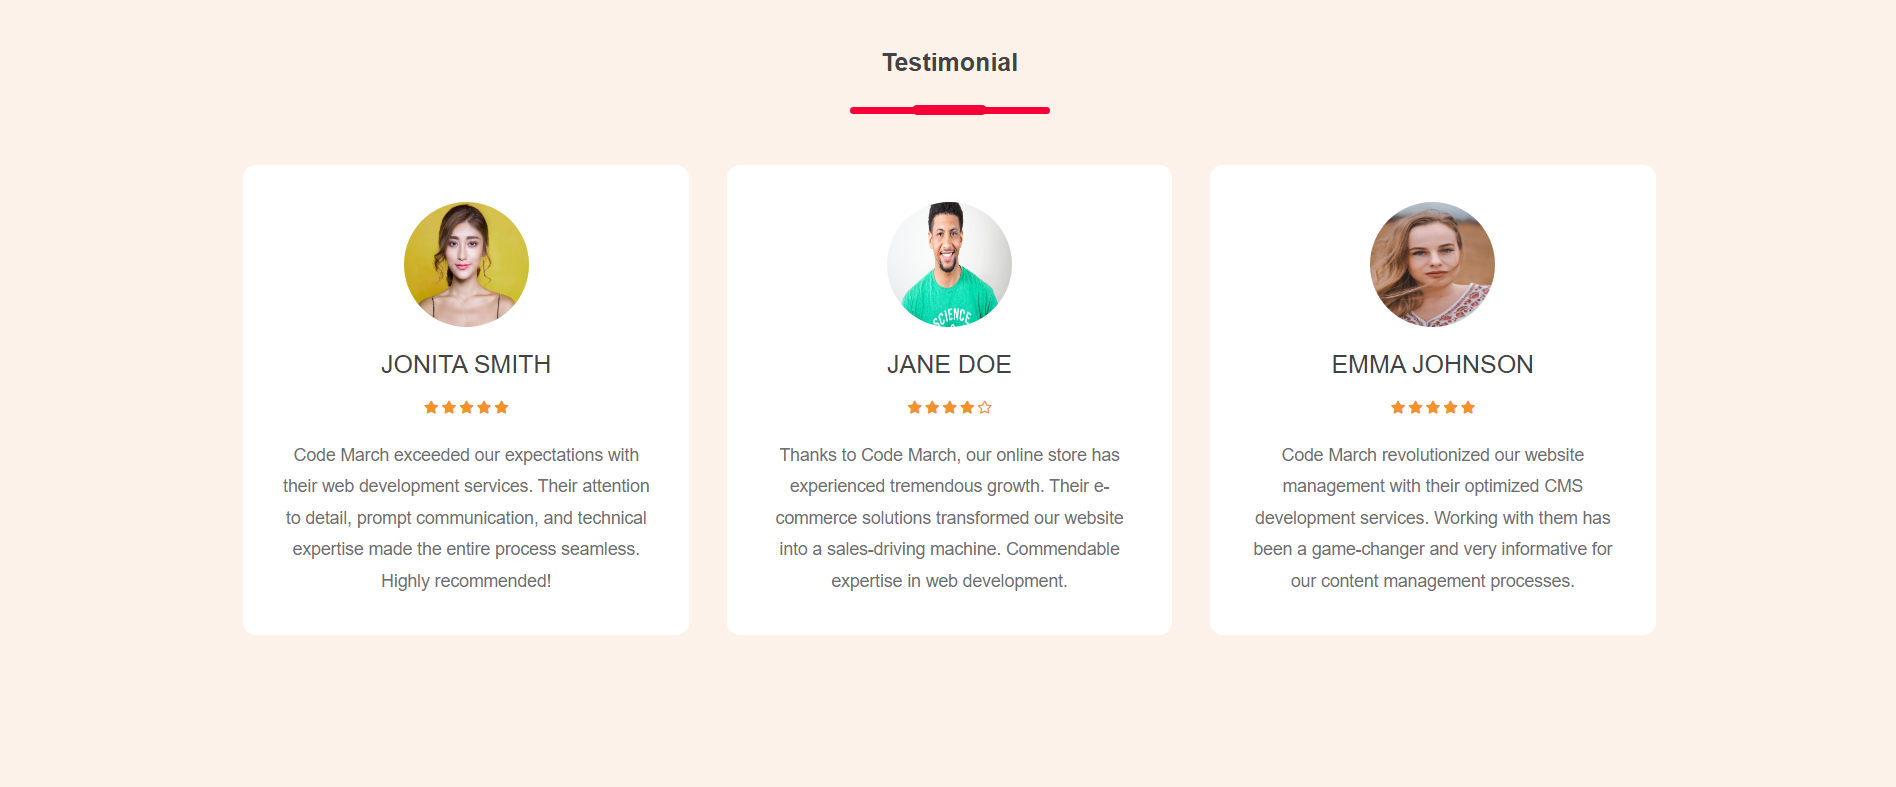 Testimonial
SCIENCE
JONITA SMITH
JANE DOE
EMMA JOHNSON
Code March exceeded our expectations with
their web development services. Their attention
to detail, prompt communication, and technical
expertise made the entire process seamless.
Highly recommended!
Thanks to Code March, our online store has
experienced tremendous growth. Their e-
commerce solutions transformed our website
into a sales-driving machine. Commendable
expertise in web development.
Code March revolutionized our website
management with their optimized CMS
development services. Working with them has
been a game-changer and very informative for
our content management processes.